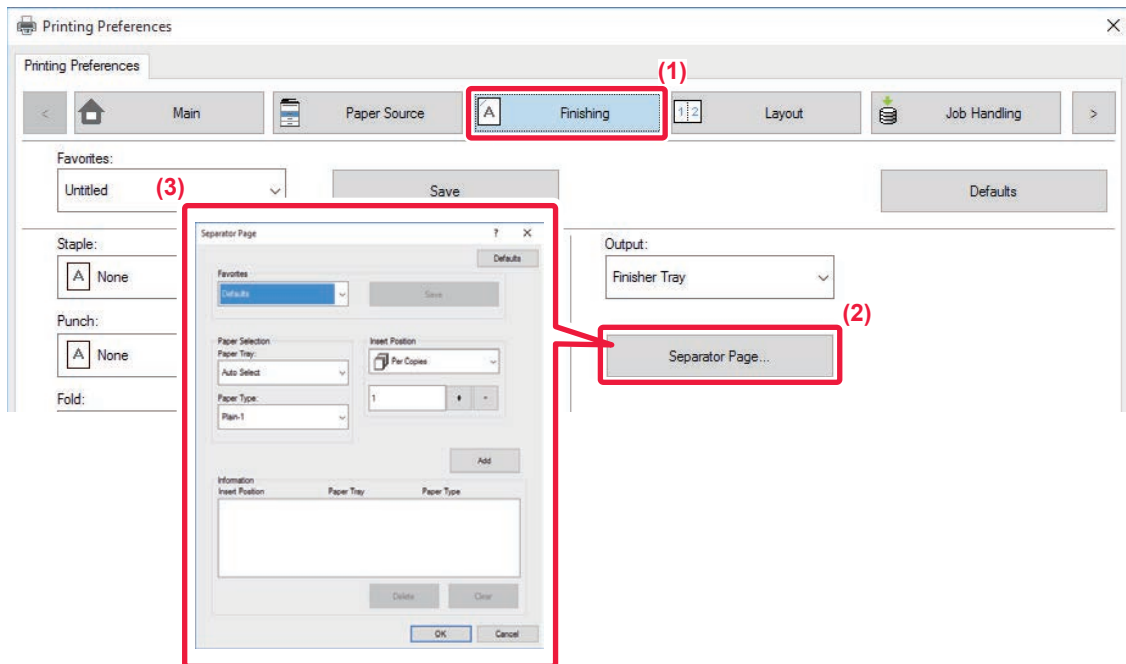 Printing Preferences
Printing Preferences
(1)
< Main Paper Source A Finishing 1 2 Layout Job Handling >
Favorites:
Untitled Save Defaults
(3)
Staple:
A None
Punch:
A None
Fold:
Output:
Finisher Tray
(2)
Separator Page...
Separator Page ?
Defaults
Favorites
Defaults Save
Paper Selection
Paper Tray:
Auto Select
Paper Type:
Plain-1
Insert Position
Per Copies
1 + -
Add
Information
Insert Position Paper Tray Paper Type
Delete Clear
OK Cancel